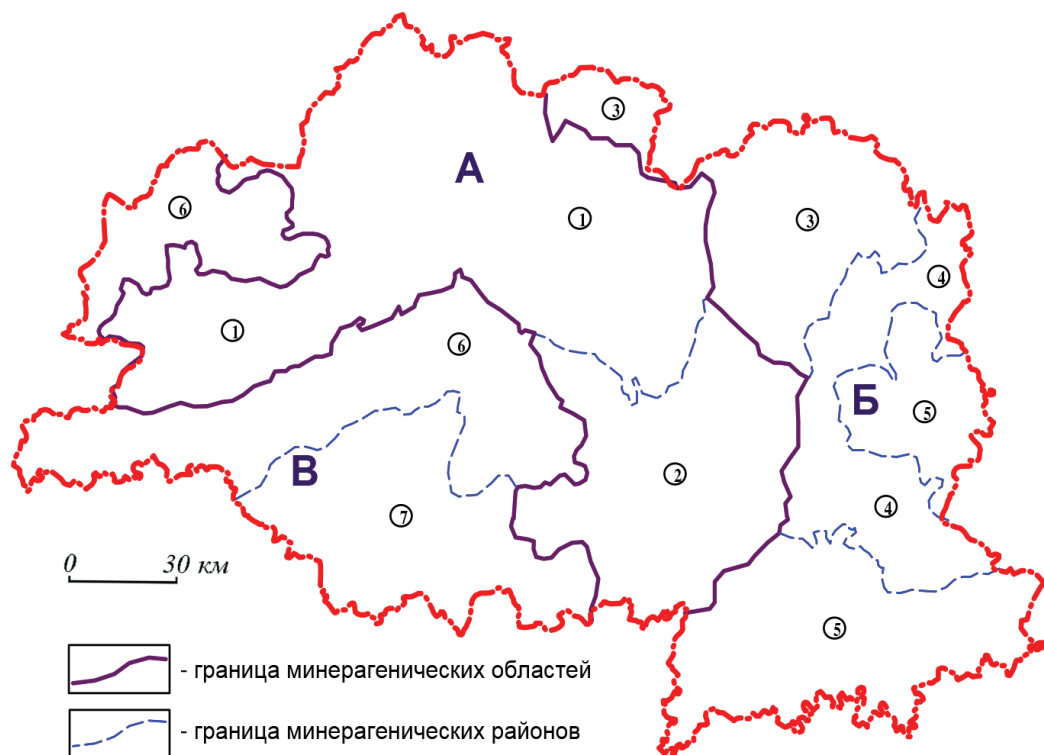 3
А
6
1
3
4
1
6
Б
5
В
2
4
7
0 30 км
5
- граница минерагенических областей
- граница минерагенических районов